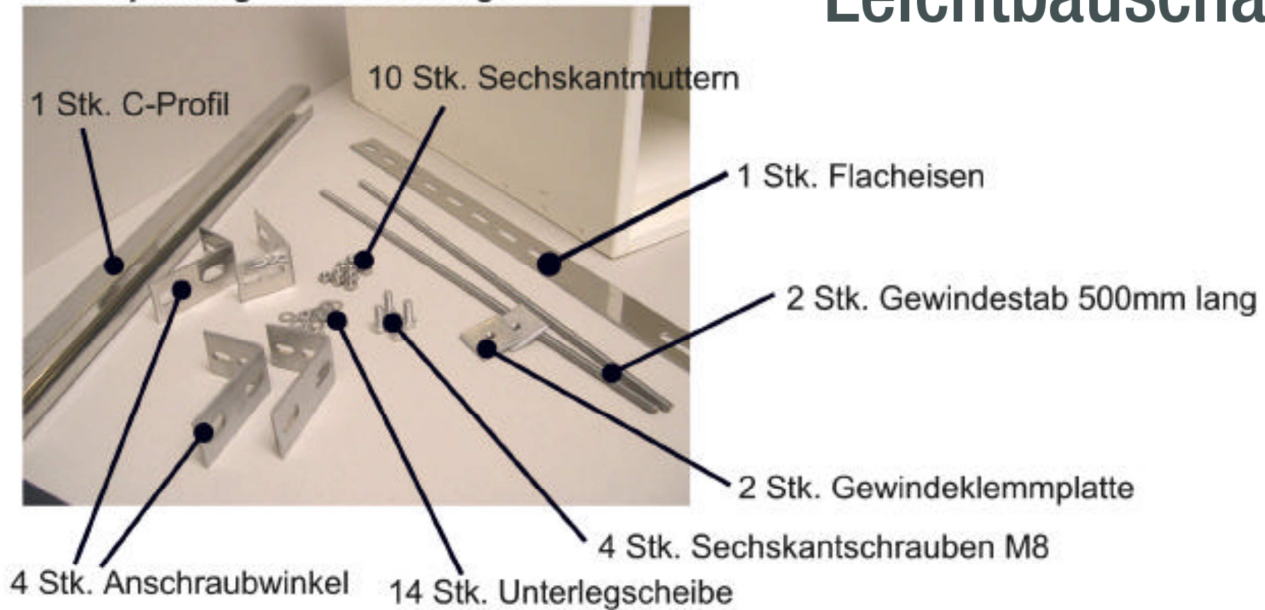 10 Stk. Sechskantmuttern
1 Stk. C-Profil
1 Stk. Flacheisen
2 Stk. Gewindestab 500mm lang
2 Stk. Gewindeklemmplatte
4 Stk. Sechskantschrauben M8
4 Stk. Anschraubwinkel
14 Stk. Unterlegscheibe